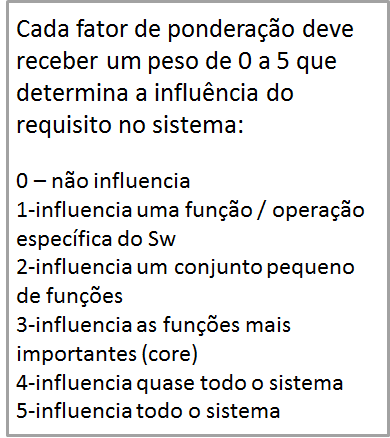 Cada fator de ponderação deve
receber um peso de 0 a 5 que
determina a influência do
requisito no sistema:
0 – não influencia
1-influencia uma função / operação
específica do Sw
2-influencia um conjunto pequeno
de funções
3-influencia as funções mais
importantes (core)
4-influencia quase todo o sistema
5-influencia todo o sistema